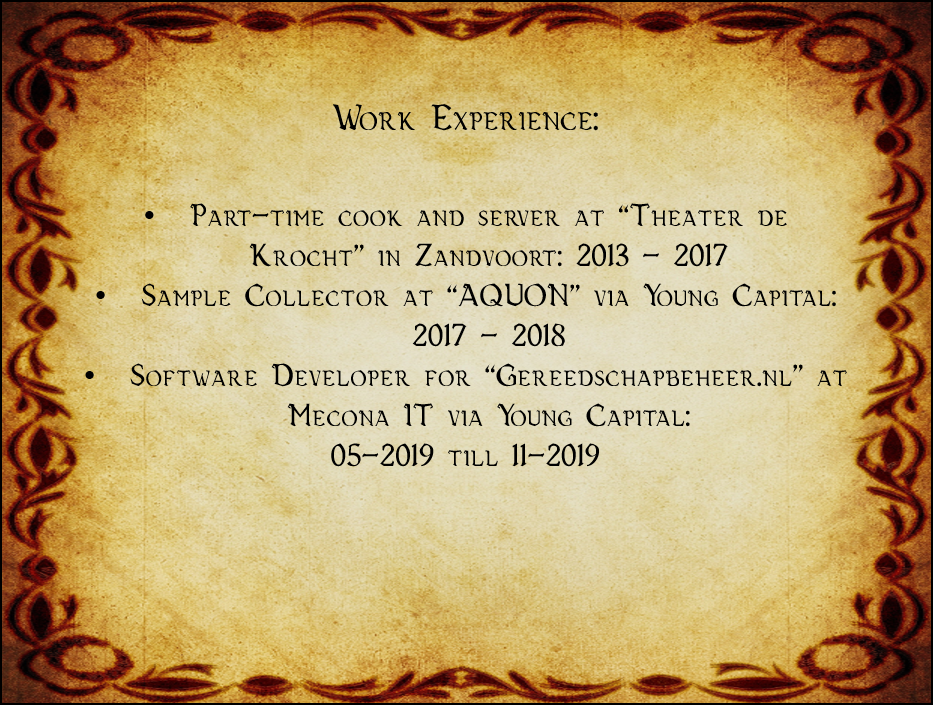 Work Experience:
• Part-time cook and server at “Theater de
Krocht” in Zandvoort: 2013 – 2017
• Sample Collector at “AQUON” via Young Capital:
2017 – 2018
• Software Developer for “Gereedschapbeheer.nl” at
Mecona IT via Young Capital:
05-2019 till 11-2019